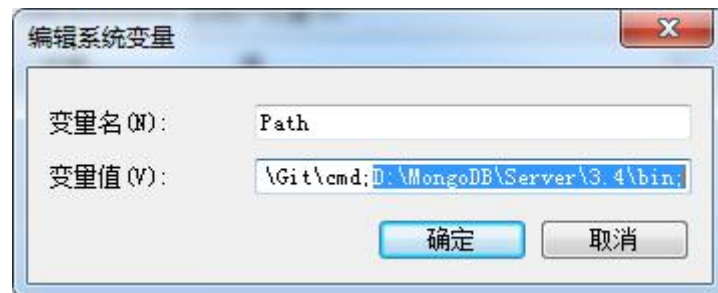 编辑系统变量
变量名(N): Path
变量值(V): \Git\cmd;D:\MongoDB\Server\3.4\bin;
确定 取消